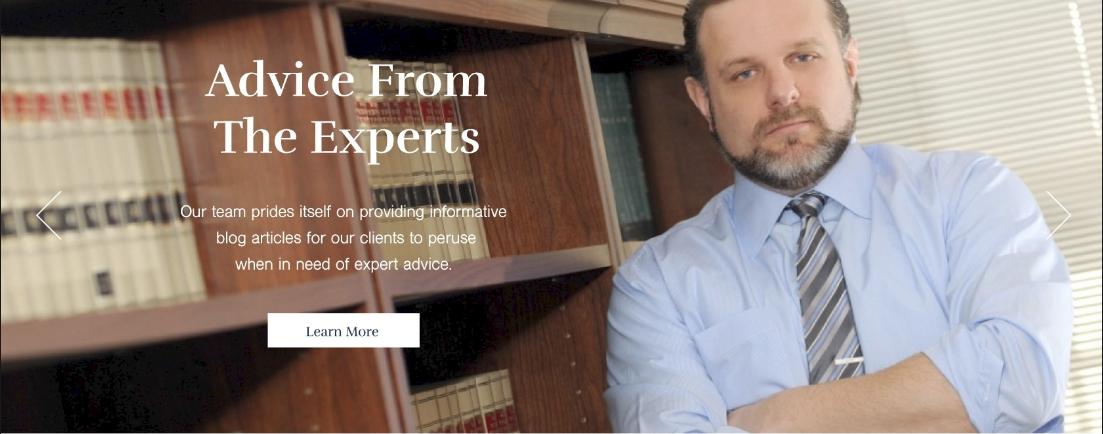 Advice From
The Experts
Our team prides itself on providing informative
blog articles for our clients to peruse
when in need of expert advice.
Learn More